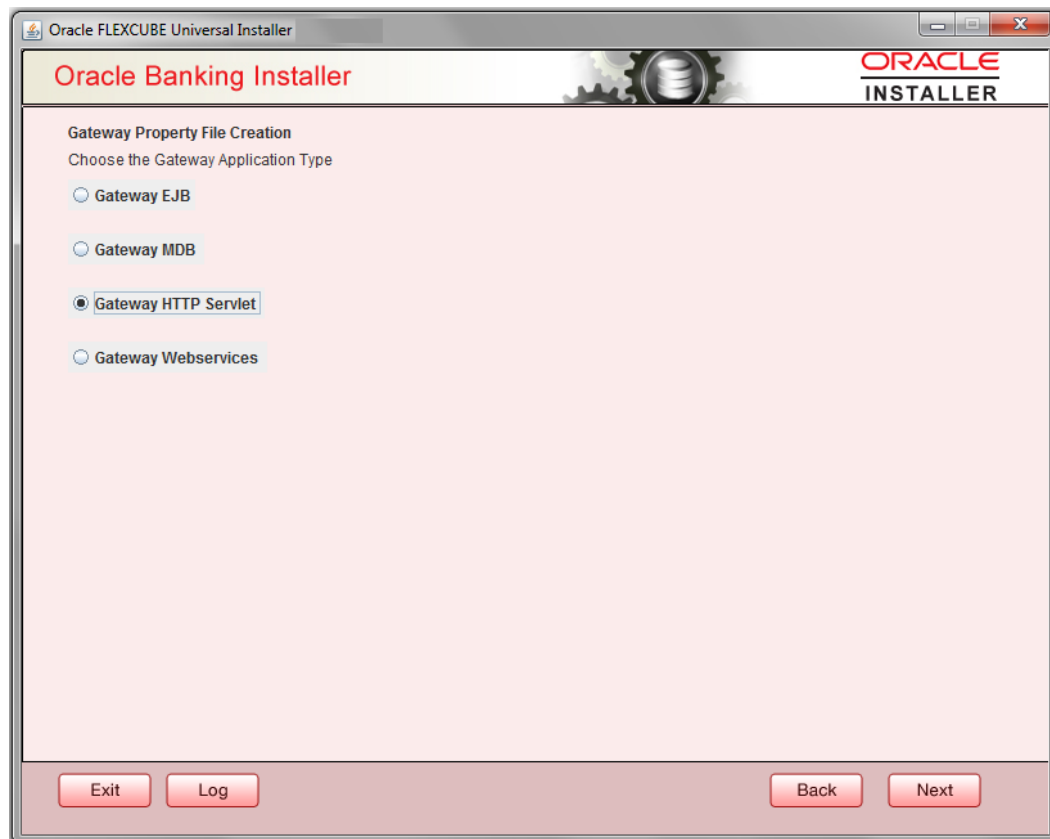 Oracle FLEXCUBE Universal Installer
Oracle Banking Installer
ORACLE
INSTALLER
Gateway Property File Creation
Choose the Gateway Application Type
Gateway EJB
Gateway MDB
Gateway HTTP Servlet
Gateway Webservices
Exit Log Back Next